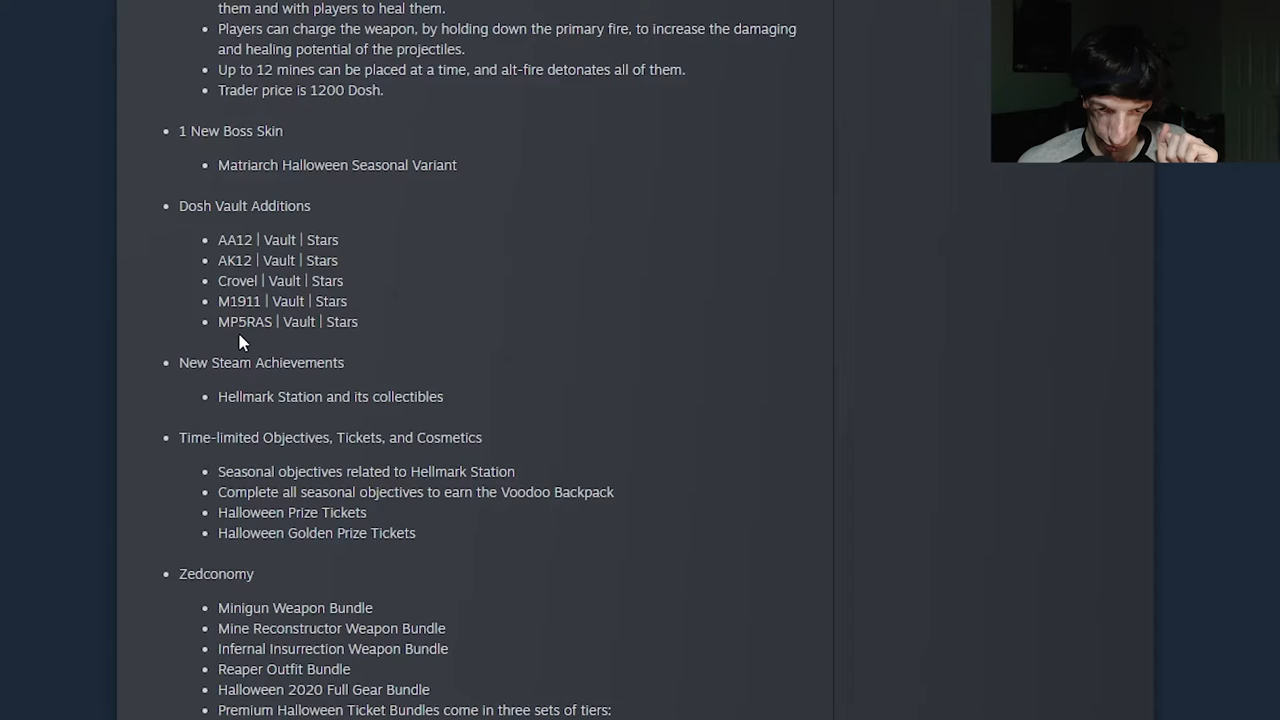 them and with players to heal them.
Players can charge the weapon, by holding down the primary fire, to increase the damaging
and healing potential of the projectiles.
Up to 12 mines can be placed at a time, and alt-fire detonates all of them.
Trader price is 1200 Dosh.
1 New Boss Skin
Matriarch Halloween Seasonal Variant
Dosh Vault Additions
AA12 | Vault | Stars
AK12 | Vault | Stars
Crovel | Vault | Stars
M1911 | Vault | Stars
MP5RAS | Vault | Stars
New Steam Achievements
Hellmark Station and its collectibles
Time-limited Objectives, Tickets, and Cosmetics
Seasonal objectives related to Hellmark Station
Complete all seasonal objectives to earn the Voodoo Backpack
Halloween Prize Tickets
Halloween Golden Prize Tickets
Zedconomy
Minigun Weapon Bundle
Mine Reconstructor Weapon Bundle
Infernal Insurrection Weapon Bundle
Reaper Outfit Bundle
Halloween 2020 Full Gear Bundle
Premium Halloween Ticket Bundles come in three sets of tiers: